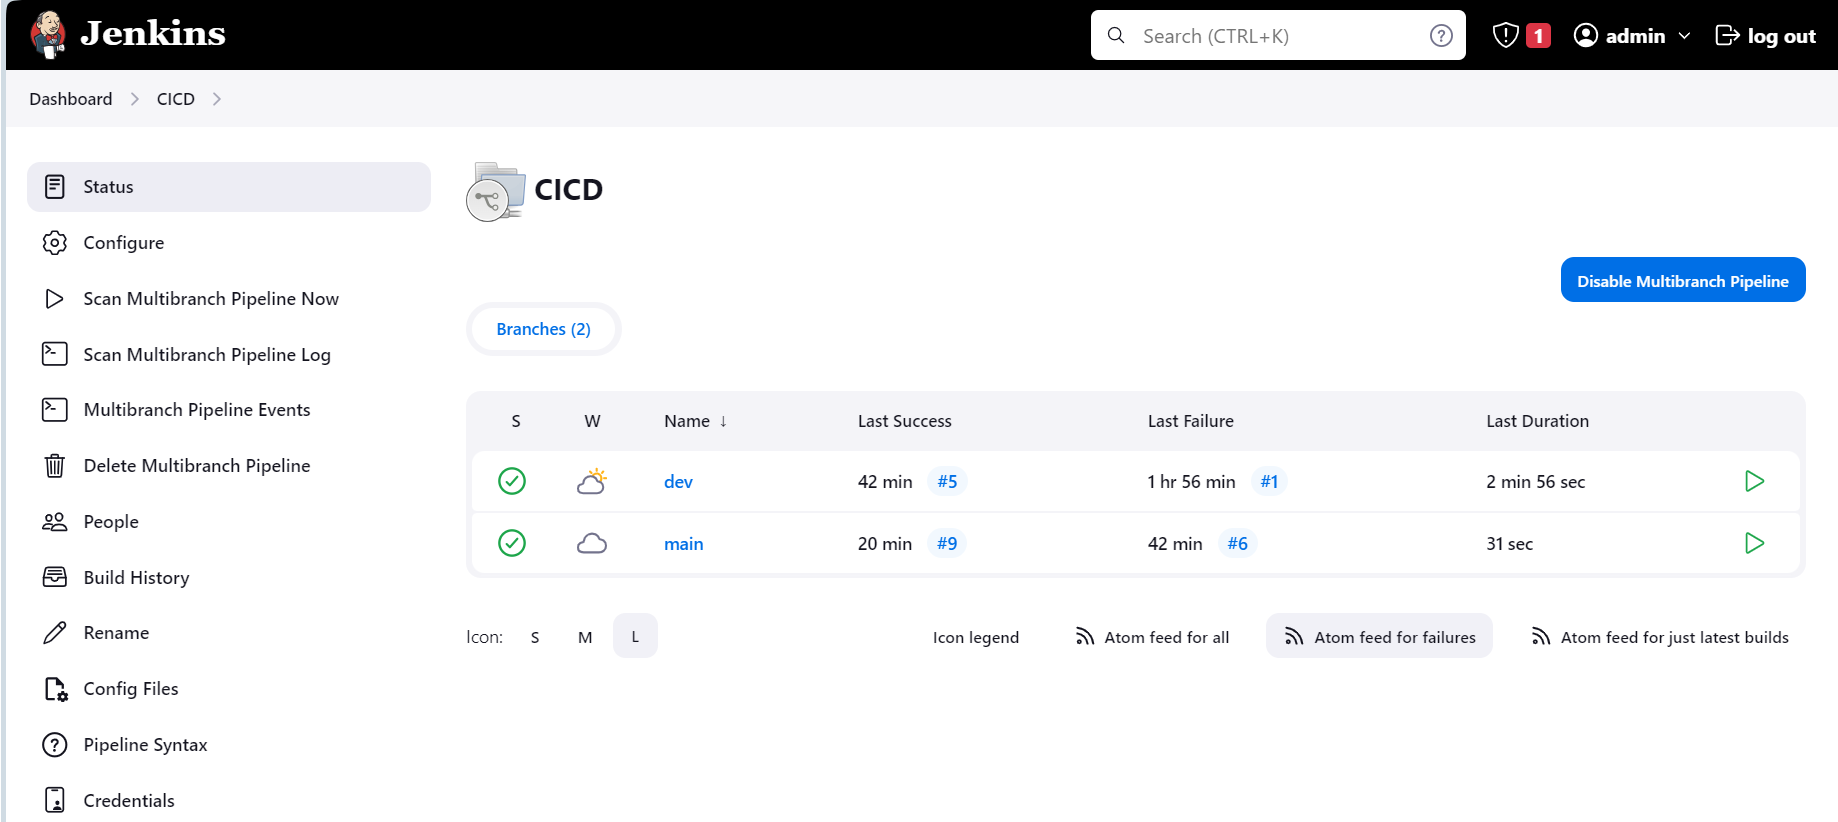 Jenkins
Search (CTRL+K)
1
admin
log out
Dashboard
CICD
Status
Configure
Scan Multibranch Pipeline Now
Scan Multibranch Pipeline Log
Multibranch Pipeline Events
Delete Multibranch Pipeline
People
Build History
Rename
Config Files
Pipeline Syntax
Credentials
CICD
Disable Multibranch Pipeline
Branches (2)
S W Name ↓ Last Success Last Failure Last Duration
dev 42 min #5 1 hr 56 min #1 2 min 56 sec
main 20 min #9 42 min #6 31 sec
Icon: S M L
Icon legend
Atom feed for all
Atom feed for failures
Atom feed for just latest builds